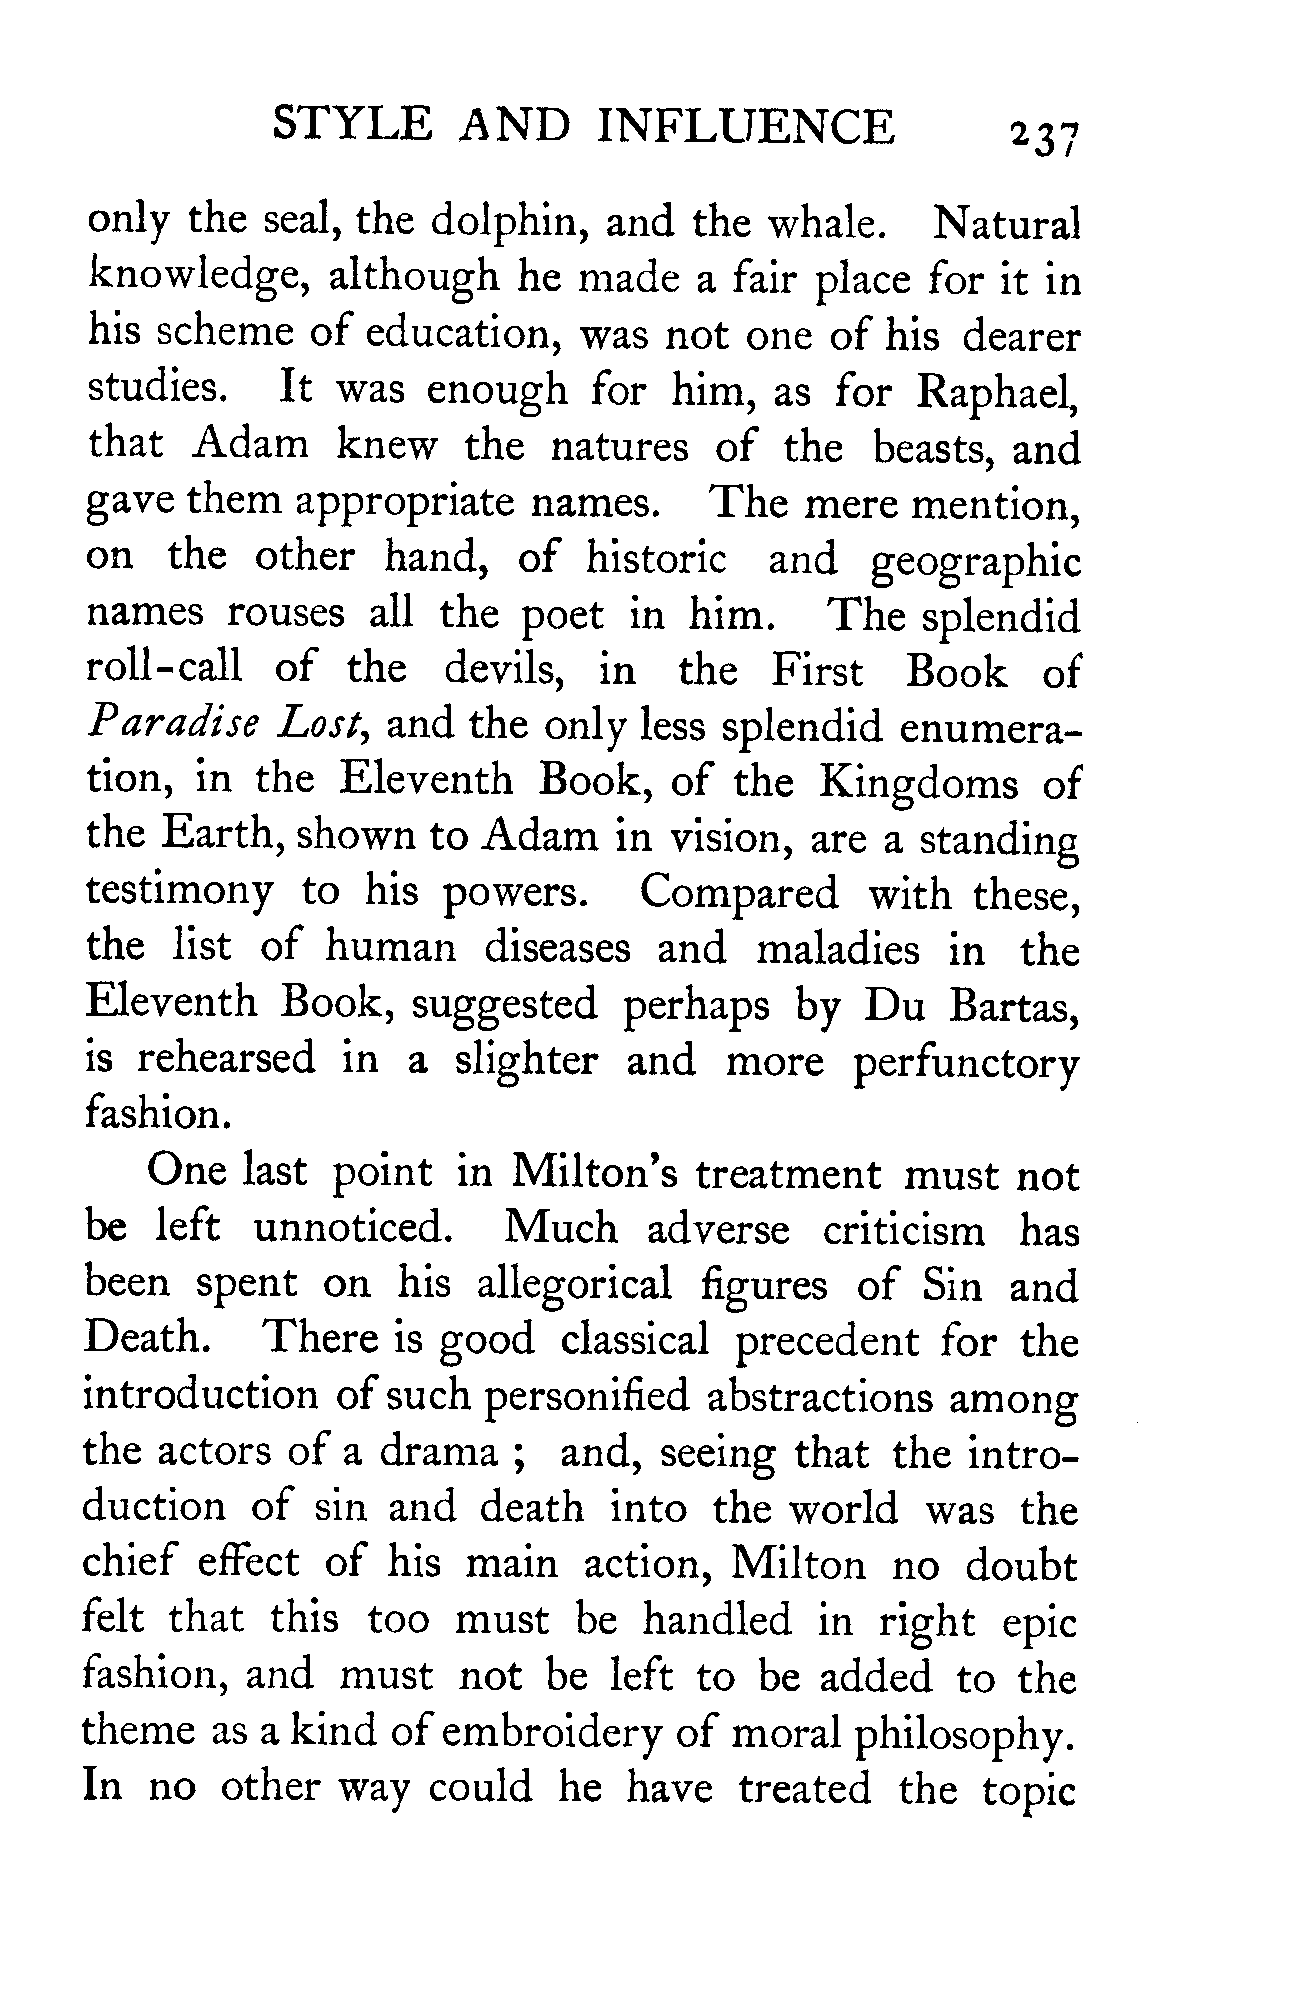 STYLE AND INFLUENCE 237
only the seal, the dolphin, and the whale. Natural
knowledge, although he made a fair place for it in
his scheme of education, was not one of his dearer
studies. It was enough for him, as for Raphael,
that Adam knew the natures of the beasts, and
gave them appropriate names. The mere mention,
on the other hand, of historic and geographic
names rouses all the poet in him. The splendid
roll-call of the devils, in the First Book of
Paradise Lost, and the only less splendid enumera-
tion, in the Eleventh Book, of the Kingdoms of
the Earth, shown to Adam in vision, are a standing
testimony to his powers. Compared with these,
the list of human diseases and maladies in the
Eleventh Book, suggested perhaps by Du Bartas,
is rehearsed in a slighter and more perfunctory
fashion.
One last point in Milton's treatment must not
be left unnoticed. Much adverse criticism has
been spent on his allegorical figures of Sin and
Death. There is good classical precedent for the
introduction of such personified abstractions among
the actors of a drama ; and, seeing that the intro-
duction of sin and death into the world was the
chief effect of his main action, Milton no doubt
felt that this too must be handled in right epic
fashion, and must not be left to be added to the
theme as a kind of embroidery of moral philosophy.
In no other way could he have treated the topic